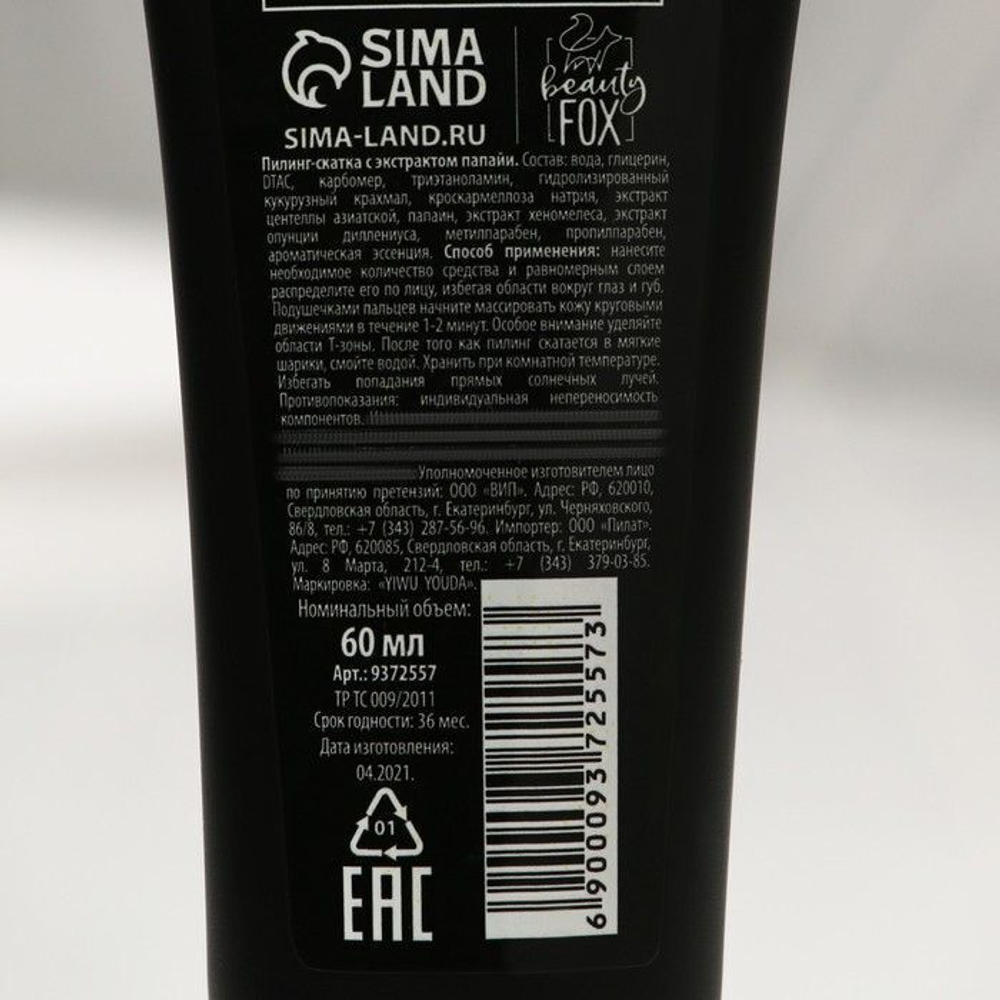 SIMA
LAND
SIMA-LAND.RU
beauty
FOX
Пилинг-скатка с экстрактом папайи. Состав: вода, глицерин,
DTAC, карбомер, триэтаноламин, гидролизированный
кукурузный крахмал, кроскармеллоза натрия, экстракт
центеллы азиатской, папаин, экстракт хеномелеса, экстракт
опунции диллениуса, метилпарабен, пропилпарабен,
ароматическая эссенция. Способ применения: нанесите
необходимое количество средства и равномерным слоем
распределите его по лицу, избегая области вокруг глаз и губ.
Подушечками пальцев начните массировать кожу круговыми
движениями в течение 1-2 минут. Особое внимание уделяйте
области Т-зоны. После того как пилинг скатается в мягкие
шарики, смойте водой. Хранить при комнатной температуре.
Избегать попадания прямых солнечных лучей.
Противопоказания: индивидуальная непереносимость
компонентов.
Уполномоченное изготовителем лицо
по принятию претензий: ООО «ВИП». Адрес: РФ, 620010,
Свердловская область, г. Екатеринбург, ул. Черняховского,
86/8, тел.: +7 (343) 287-56-96. Импортер: ООО «Пилат».
Адрес: РФ, 620085, Свердловская область, г. Екатеринбург,
ул. 8 Марта, 212-4, тел.: +7 (343) 379-03-85.
Маркировка: «YIWU YOUDA».
Номинальный объем:
60 мл
Арт.: 9372557
ТР ТС 009/2011
Срок годности: 36 мес.
Дата изготовления:
04.2021.
01
EAC
6900093725573